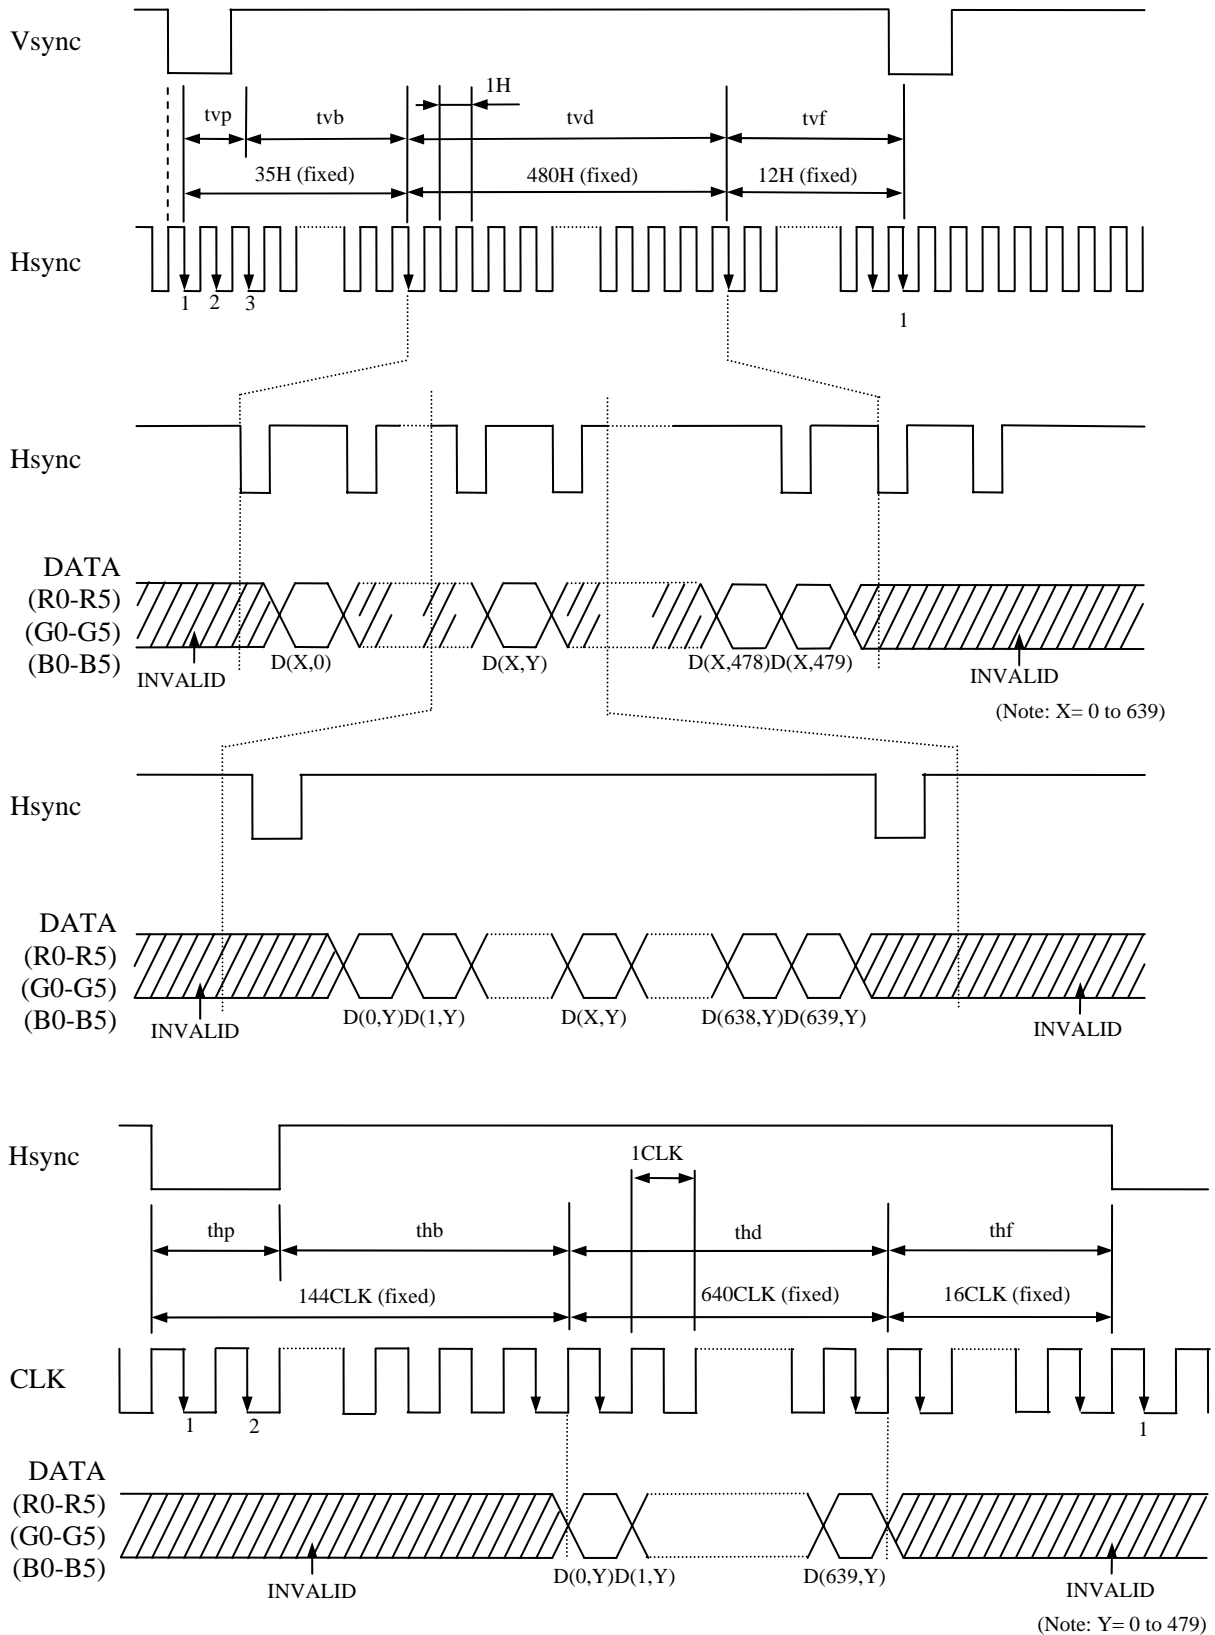 Vsync
1H
tvp
tvb
tvd
tvf
35H (fixed)
480H (fixed)
12H (fixed)
Hsync
1
2
3
1
Hsync
DATA
(R0-R5)
(G0-G5)
(B0-B5)
D(X,0)
D(X,Y)
D(X,478)D(X,479)
INVALID
INVALID
(Note: X= 0 to 639)
Hsync
DATA
(R0-R5)
(G0-G5)
(B0-B5)
D(0,Y)D(1,Y)
D(X,Y)
D(638,Y)D(639,Y)
INVALID
INVALID
Hsync
1CLK
thp
thb
thd
thf
144CLK (fixed)
640CLK (fixed)
16CLK (fixed)
CLK
1
2
1
DATA
(R0-R5)
(G0-G5)
(B0-B5)
D(0,Y)D(1,Y)
D(639,Y)
INVALID
INVALID
(Note: Y= 0 to 479)